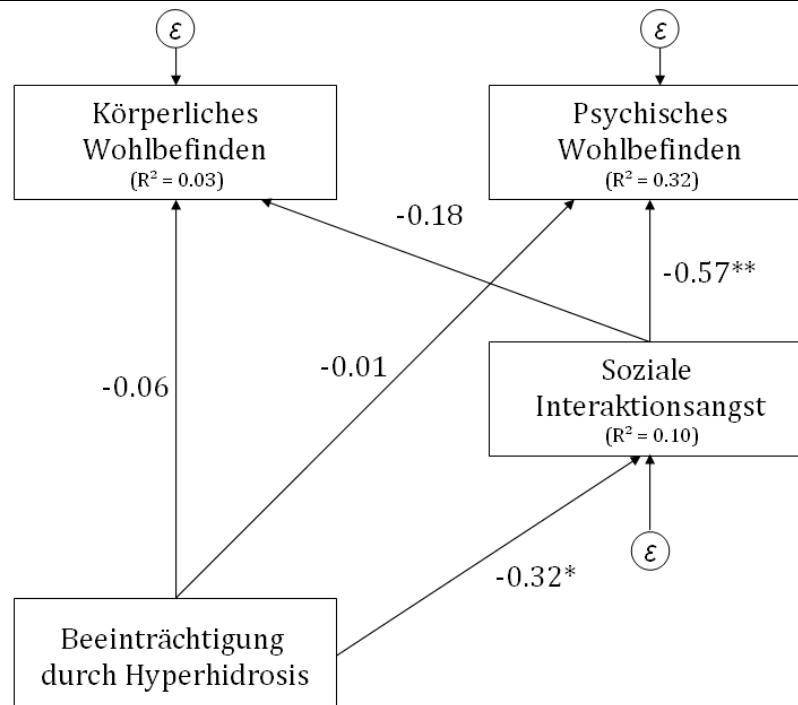 ε
ε
Körperliches
Wohlbefinden
(R² = 0.03)
Psychisches
Wohlbefinden
(R² = 0.32)
-0.18
-0.57**
-0.06
-0.01
Soziale
Interaktionsangst
(R² = 0.10)
ε
-0.32*
Beeinträchtigung
durch Hyperhidrosis